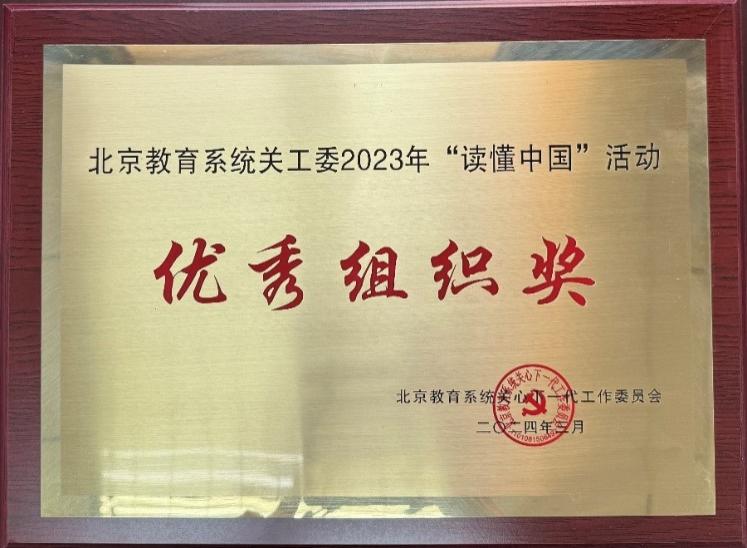 北京教育系统关工委2023年“读懂中国”活动
优秀组织奖
北京教育系统关心下一代工作委员会
二〇二四年三月